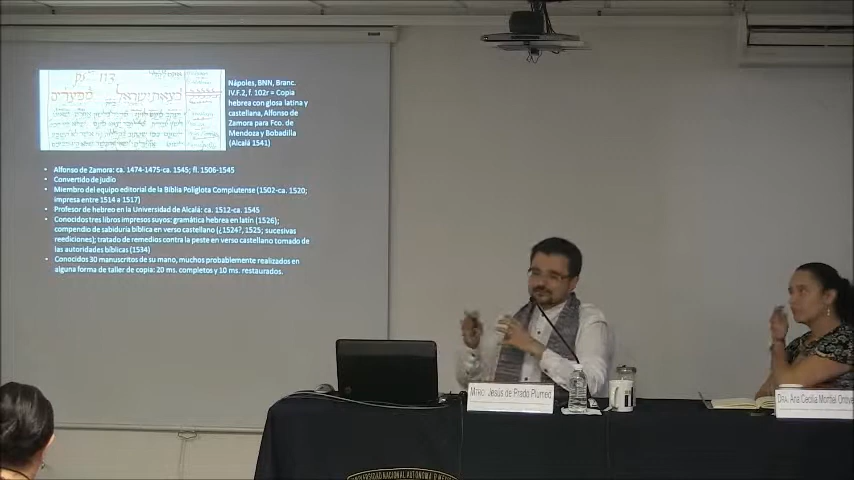 Nápoles, BNN, Branc.
IV.F.2, f. 102r = Copia
hebrea con glosa latina y
castellana, Alfonso de
Zamora para Fco. de
Mendoza y Bobadilla
(Alcalá 1541)
• Alfonso de Zamora: ca. 1474-1475-ca. 1545; fl. 1506-1545
• Convertido de judío
• Miembro del equipo editorial de la Biblia Políglota Complutense (1502-ca. 1520;
impresa entre 1514 a 1517)
• Profesor de hebreo en la Universidad de Alcalá: ca. 1512-ca. 1545
• Conocidos tres libros impresos suyos: gramática hebrea en latín (1526);
compendio de sabiduría bíblica en verso castellano (¿1524?, 1525; sucesivas
reediciones); tratado de remedios contra la peste en verso castellano tomado de
las autoridades bíblicas (1534)
• Conocidos 30 manuscritos de su mano, muchos probablemente realizados en
alguna forma de taller de copia: 20 ms. completos y 10 ms. restaurados.
MTRO. Jesús de Prado Plumed
DRA. Ana Cecilia
UNIVERSIDAD NACIONAL AUTÓNOMA D MÉX